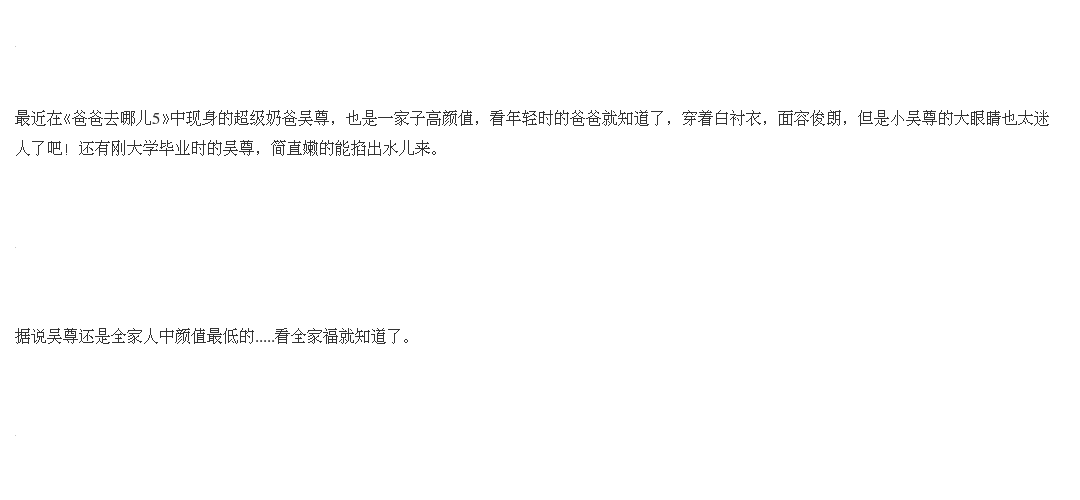 最近在《爸爸去哪儿5》中现身的超级奶爸吴尊，也是一家子高颜值，看年轻时的爸爸就知道了，穿着白衬衣，面容俊朗，但是小吴尊的大眼睛也太迷
人了吧！还有刚大学毕业时的吴尊，简直嫩的能掐出水儿来。
据说吴尊还是全家人中颜值最低的.....看全家福就知道了。